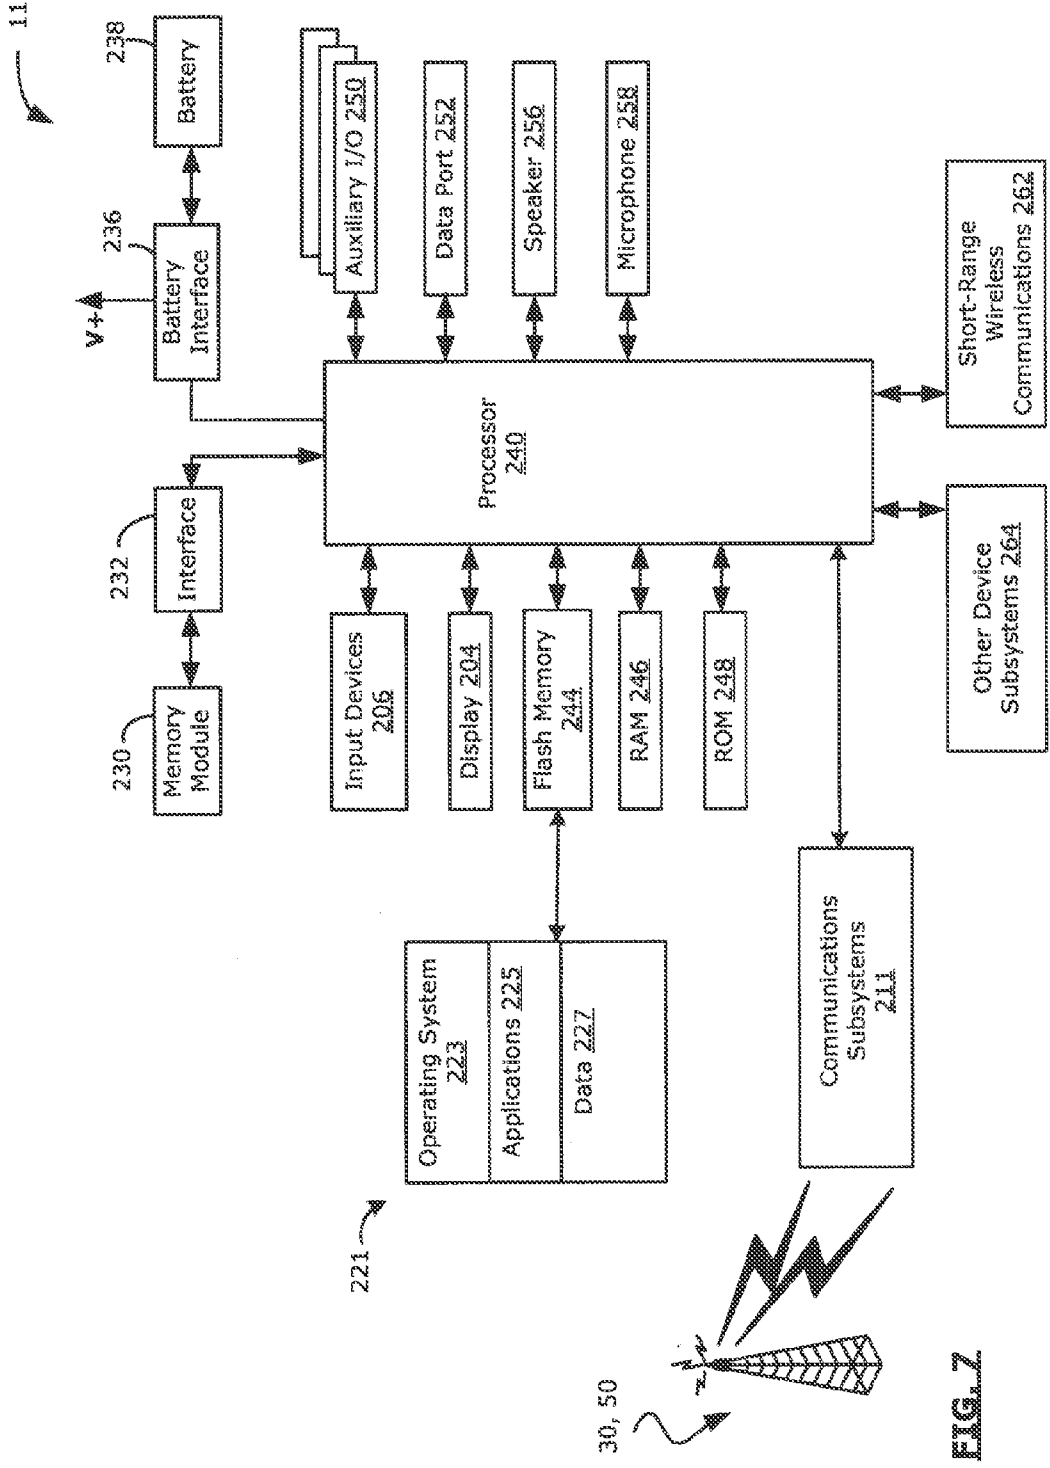 11
238
Battery
236
V+
Battery
Interface
232
Interface
230
Memory
Module
Auxiliary I/O 250
Data Port 252
Speaker 256
Microphone 258
Processor
240
Input Devices
206
Display 204
Flash Memory
244
RAM 246
ROM 248
Short-Range
Wireless
Communications 262
Other Device
Subsystems 264
221
Operating System
223
Applications 225
Data 227
Communications
Subsystems
211
30, 50
FIG. 7